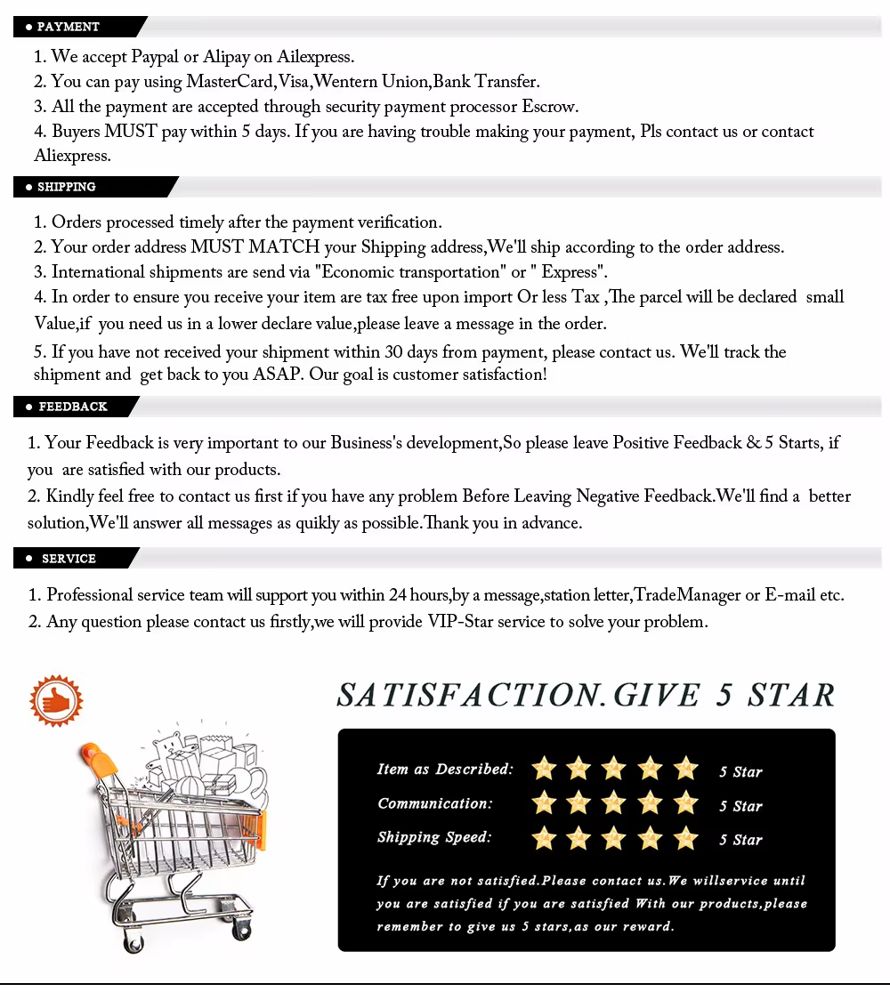 • PAYMENT
1. We accept Paypal or Alipay on Ailexpress.
2. You can pay using MasterCard,Visa,Wentern Union,Bank Transfer.
3. All the payment are accepted through security payment processor Escrow.
4. Buyers MUST pay within 5 days. If you are having trouble making your payment, Pls contact us or contact
Aliexpress.
• SHIPPING
1. Orders processed timely after the payment verification.
2. Your order address MUST MATCH your Shipping address,We'll ship according to the order address.
3. International shipments are send via "Economic transportation" or " Express".
4. In order to ensure you receive your item are tax free upon import Or less Tax ,The parcel will be declared small
Value,if you need us in a lower declare value,please leave a message in the order.
5. If you have not received your shipment within 30 days from payment, please contact us. We'll track the
shipment and get back to you ASAP. Our goal is customer satisfaction!
• FEEDBACK
1. Your Feedback is very important to our Business's development,So please leave Positive Feedback & 5 Starts, if
you are satisfied with our products.
2. Kindly feel free to contact us first if you have any problem Before Leaving Negative Feedback.We'll find a better
solution,We'll answer all messages as quikly as possible.Thank you in advance.
• SERVICE
1. Professional service team will support you within 24 hours,by a message,station letter,TradeManager or E-mail etc.
2. Any question please contact us firstly,we will provide VIP-Star service to solve your problem.
SATISFACTION.GIVE 5 STAR
Item as Described: 5 Star
Communication: 5 Star
Shipping Speed: 5 Star
If you are not satisfied.Please contact us.We willservice until
you are satisfied if you are satisfied With our products,please
remember to give us 5 stars,as our reward.